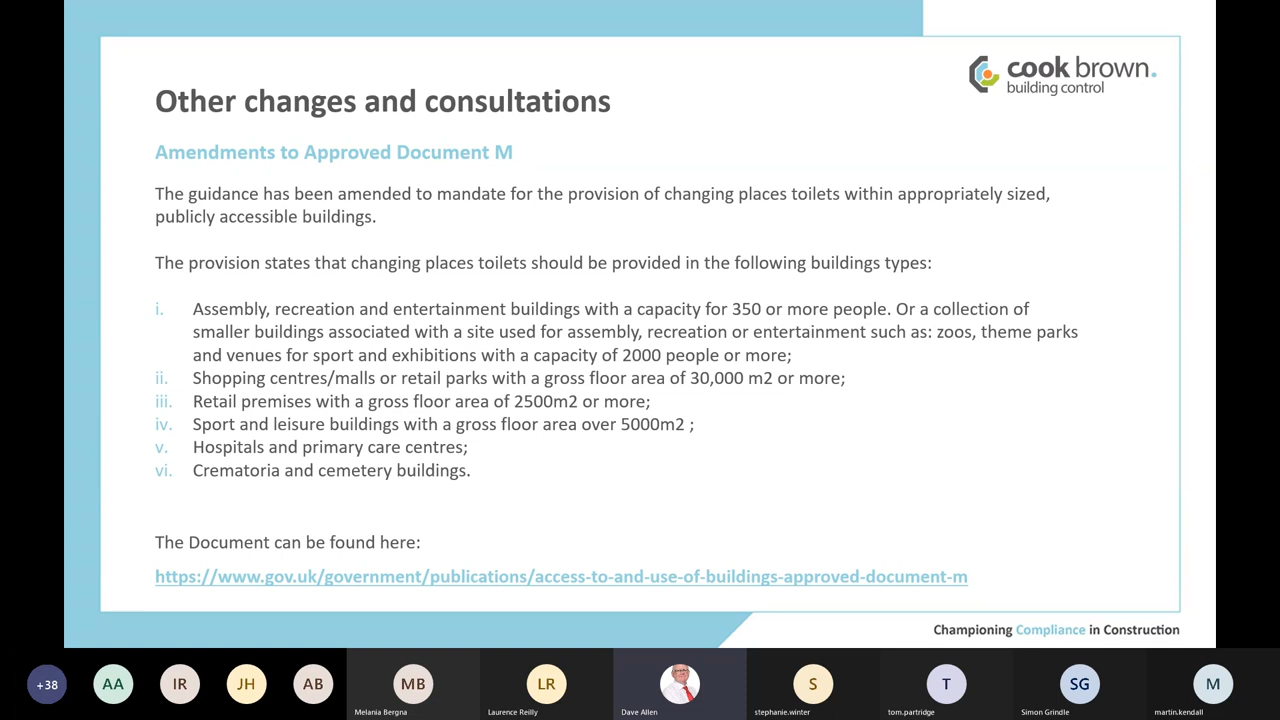 cook brown.
building control
Other changes and consultations
Amendments to Approved Document M
The guidance has been amended to mandate for the provision of changing places toilets within appropriately sized,
publicly accessible buildings.
The provision states that changing places toilets should be provided in the following buildings types:
i. Assembly, recreation and entertainment buildings with a capacity for 350 or more people. Or a collection of
smaller buildings associated with a site used for assembly, recreation or entertainment such as: zoos, theme parks
and venues for sport and exhibitions with a capacity of 2000 people or more;
ii. Shopping centres/malls or retail parks with a gross floor area of 30,000 m2 or more;
iii. Retail premises with a gross floor area of 2500m2 or more;
iv. Sport and leisure buildings with a gross floor area over 5000m2 ;
v. Hospitals and primary care centres;
vi. Crematoria and cemetery buildings.
The Document can be found here:
https://www.gov.uk/government/publications/access-to-and-use-of-buildings-approved-document-m
Championing Compliance in Construction
+38 AA IR JH AB MB LR S T SG M
Melania Bergna Laurence Reilly Dave Allen stephanie.winter tom.partridge Simon Grindle martin.kendall